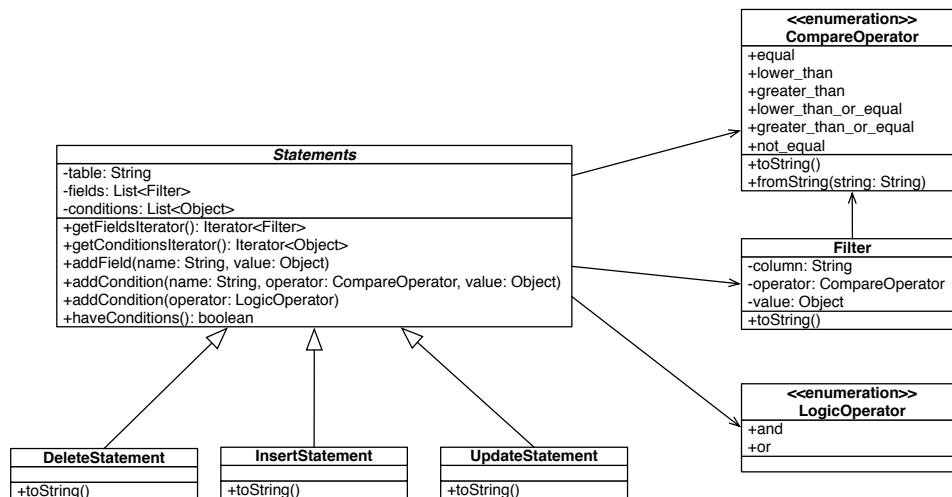 <<enumeration>>
CompareOperator
+equal
+lower_than
+greater_than
+lower_than_or_equal
+greater_than_or_equal
+not_equal
+toString()
+fromString(string: String)
Statements
-table: String
-fields: List<Filter>
-conditions: List<Object>
+getFieldsIterator(): Iterator<Filter>
+getConditionsIterator(): Iterator<Object>
+addField(name: String, value: Object)
+addCondition(name: String, operator: CompareOperator, value: Object)
+addCondition(operator: LogicOperator)
+haveConditions(): boolean
Filter
-column: String
-operator: CompareOperator
-value: Object
+toString()
<<enumeration>>
LogicOperator
+and
+or
DeleteStatement
+toString()
InsertStatement
+toString()
UpdateStatement
+toString()